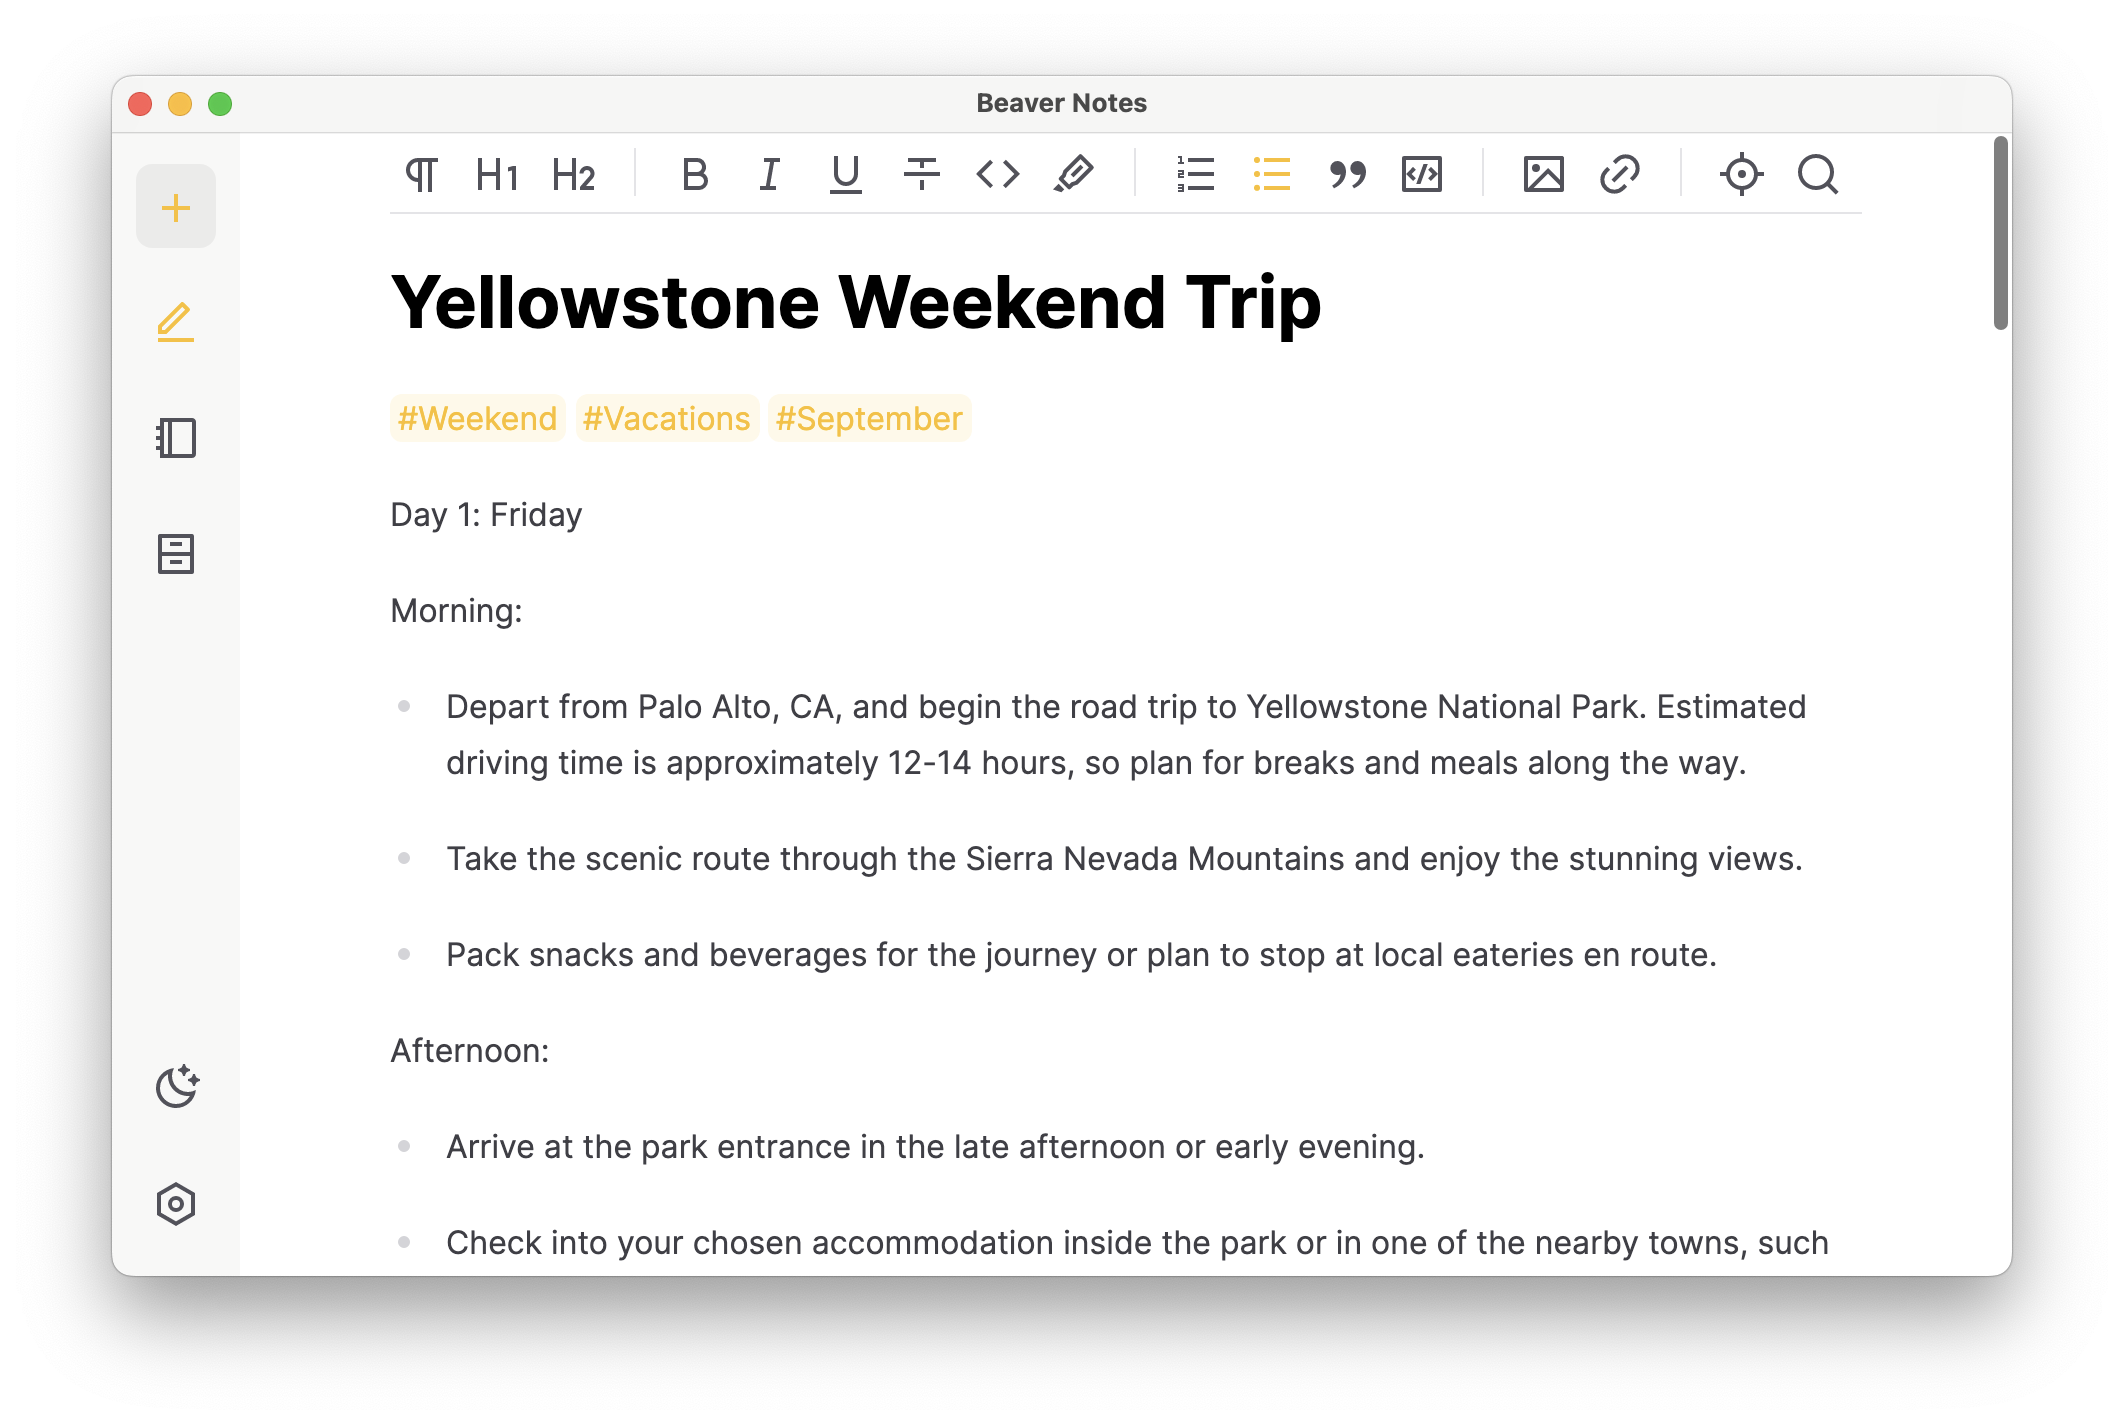 Beaver Notes
H1 H2 B I U
Yellowstone Weekend Trip
#Weekend #Vacations #September
Day 1: Friday
Morning:
Depart from Palo Alto, CA, and begin the road trip to Yellowstone National Park. Estimated
driving time is approximately 12-14 hours, so plan for breaks and meals along the way.
Take the scenic route through the Sierra Nevada Mountains and enjoy the stunning views.
Pack snacks and beverages for the journey or plan to stop at local eateries en route.
Afternoon:
Arrive at the park entrance in the late afternoon or early evening.
Check into your chosen accommodation inside the park or in one of the nearby towns, such